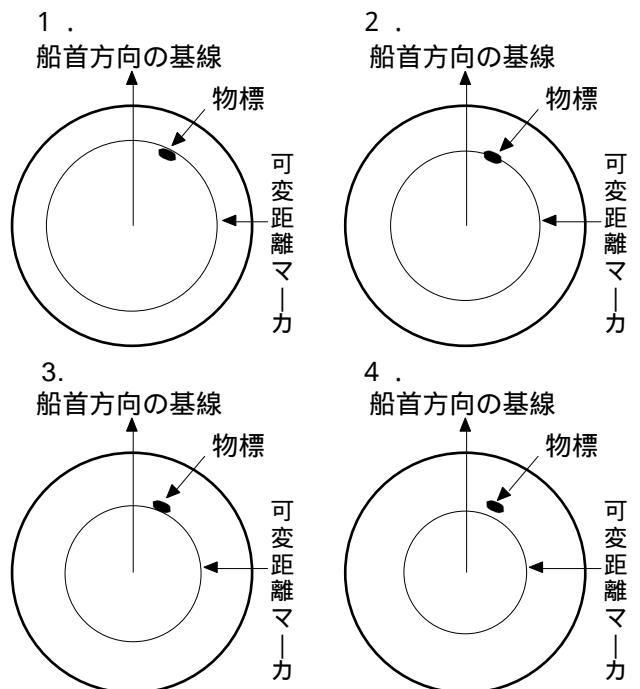 1 .
船首方向の基線
物標
可変距離マーカ
2 .
船首方向の基線
物標
可変距離マーカ
3.
船首方向の基線
物標
可変距離マーカ
4 .
船首方向の基線
物標
可変距離マーカ